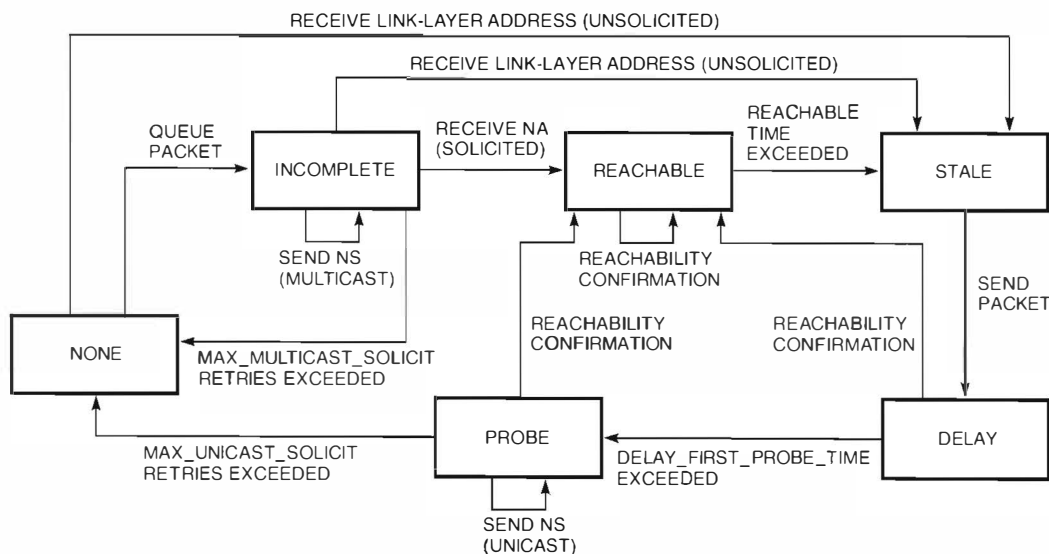 RECEIVE LINK-LAYER ADDRESS (UNSOLICITED)
RECEIVE LINK-LAYER ADDRESS (UNSOLICITED)
QUEUE
PACKET
RECEIVE NA
(SOLICITED)
REACHABLE
TIME
EXCEEDED
INCOMPLETE
REACHABLE
STALE
SEND NS
(MULTICAST)
REACHABILITY
CONFIRMATION
SEND
PACKET
NONE
MAX_MULTICAST_SOLICIT
RETRIES EXCEEDED
REACHABILITY
CONFIRMATION
REACHABILITY
CONFIRMATION
PROBE
DELAY
MAX_UNICAST_SOLICIT
RETRIES EXCEEDED
DELAY_FIRST_PROBE_TIME
EXCEEDED
SEND NS
(UNICAST)